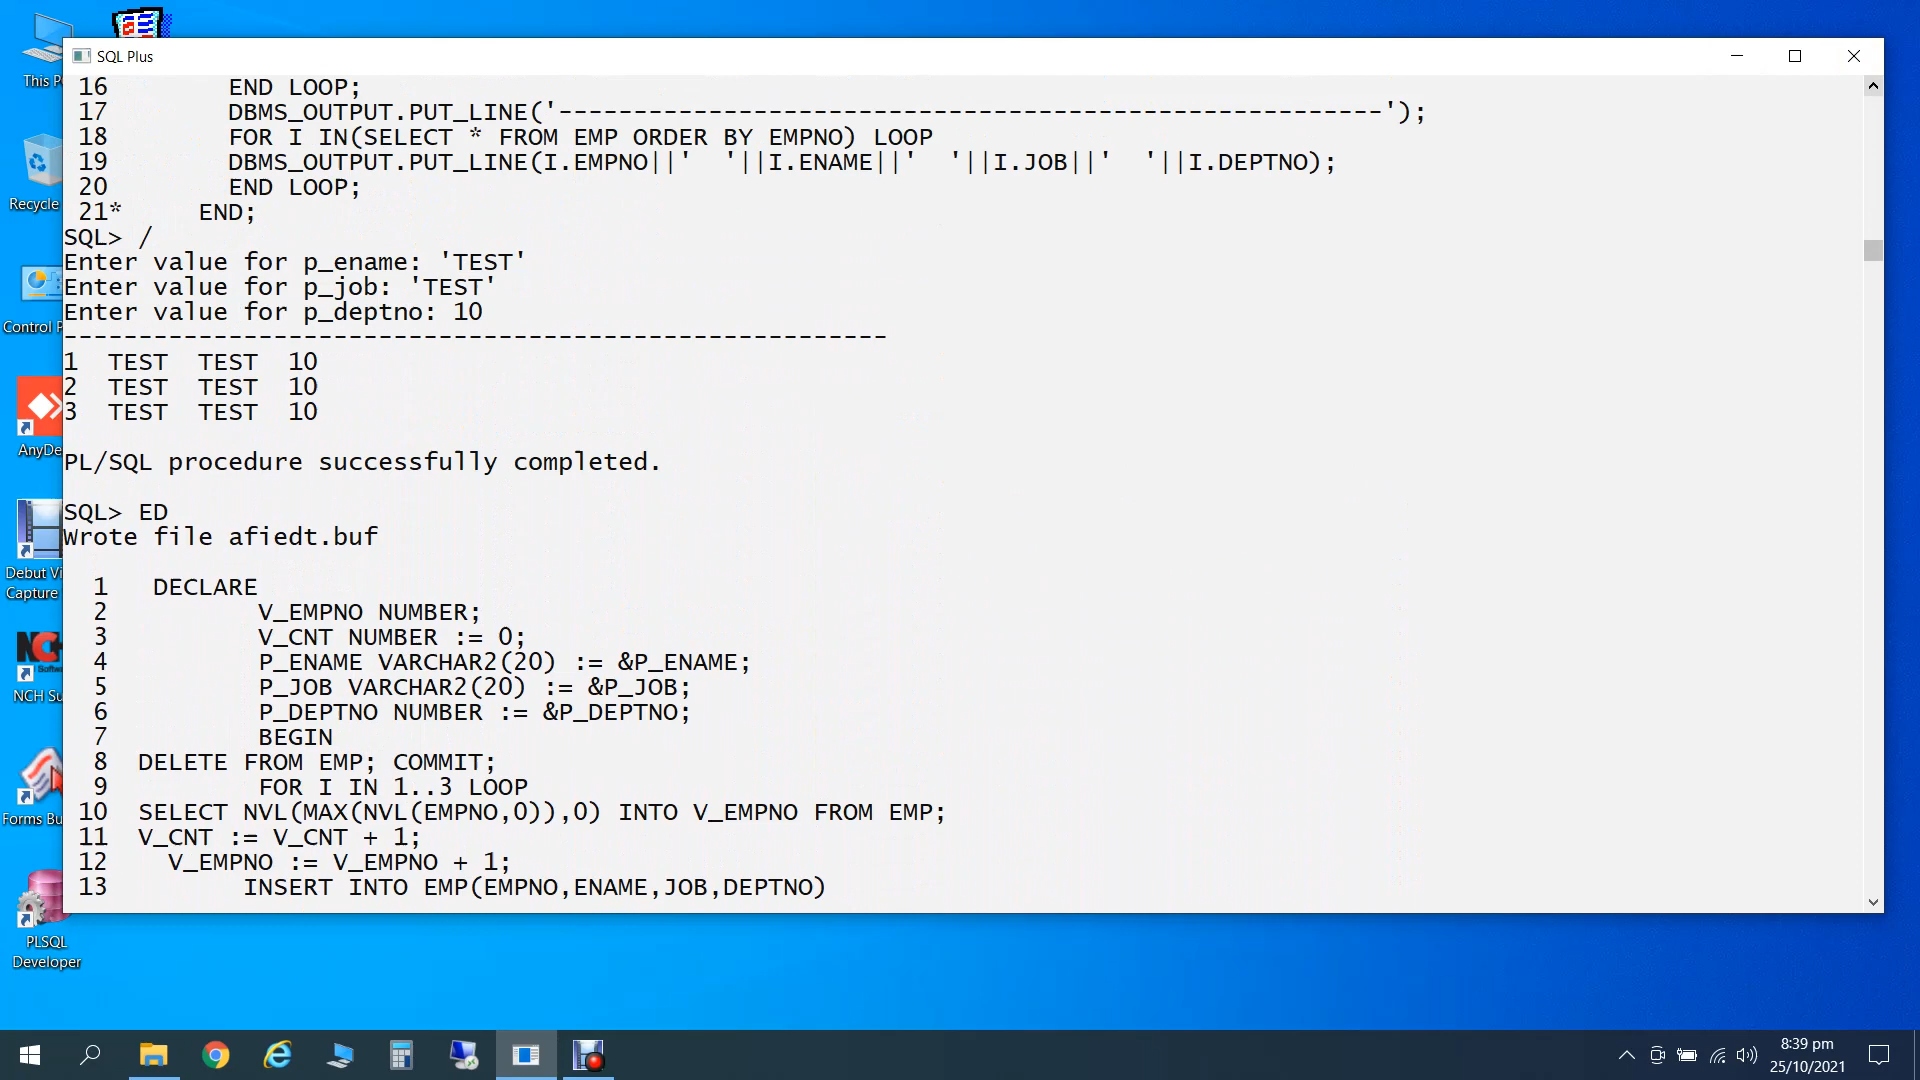 SQL Plus
16        END LOOP;
17        DBMS_OUTPUT.PUT_LINE('-------------------------------------------------------');
18        FOR I IN(SELECT * FROM EMP ORDER BY EMPNO) LOOP
19        DBMS_OUTPUT.PUT_LINE(I.EMPNO||'  '||I.ENAME||'  '||I.JOB||'  '||I.DEPTNO);
20        END LOOP;
21*     END;
SQL> /
Enter value for p_ename: 'TEST'
Enter value for p_job: 'TEST'
Enter value for p_deptno: 10
-------------------------------------------------------
1  TEST  TEST  10
2  TEST  TEST  10
3  TEST  TEST  10
PL/SQL procedure successfully completed.
SQL> ED
Wrote file afiedt.buf
1   DECLARE
2          V_EMPNO NUMBER;
3          V_CNT NUMBER := 0;
4          P_ENAME VARCHAR2(20) := &P_ENAME;
5          P_JOB VARCHAR2(20) := &P_JOB;
6          P_DEPTNO NUMBER := &P_DEPTNO;
7          BEGIN
8  DELETE FROM EMP; COMMIT;
9          FOR I IN 1..3 LOOP
10  SELECT NVL(MAX(NVL(EMPNO,0)),0) INTO V_EMPNO FROM EMP;
11  V_CNT := V_CNT + 1;
12    V_EMPNO := V_EMPNO + 1;
13         INSERT INTO EMP(EMPNO,ENAME,JOB,DEPTNO)
This P
Recycle
Control P
AnyDe
Debut Vi
Capture
NCH Su
Forms Bu
PLSQL
Developer
8:39 pm
25/10/2021